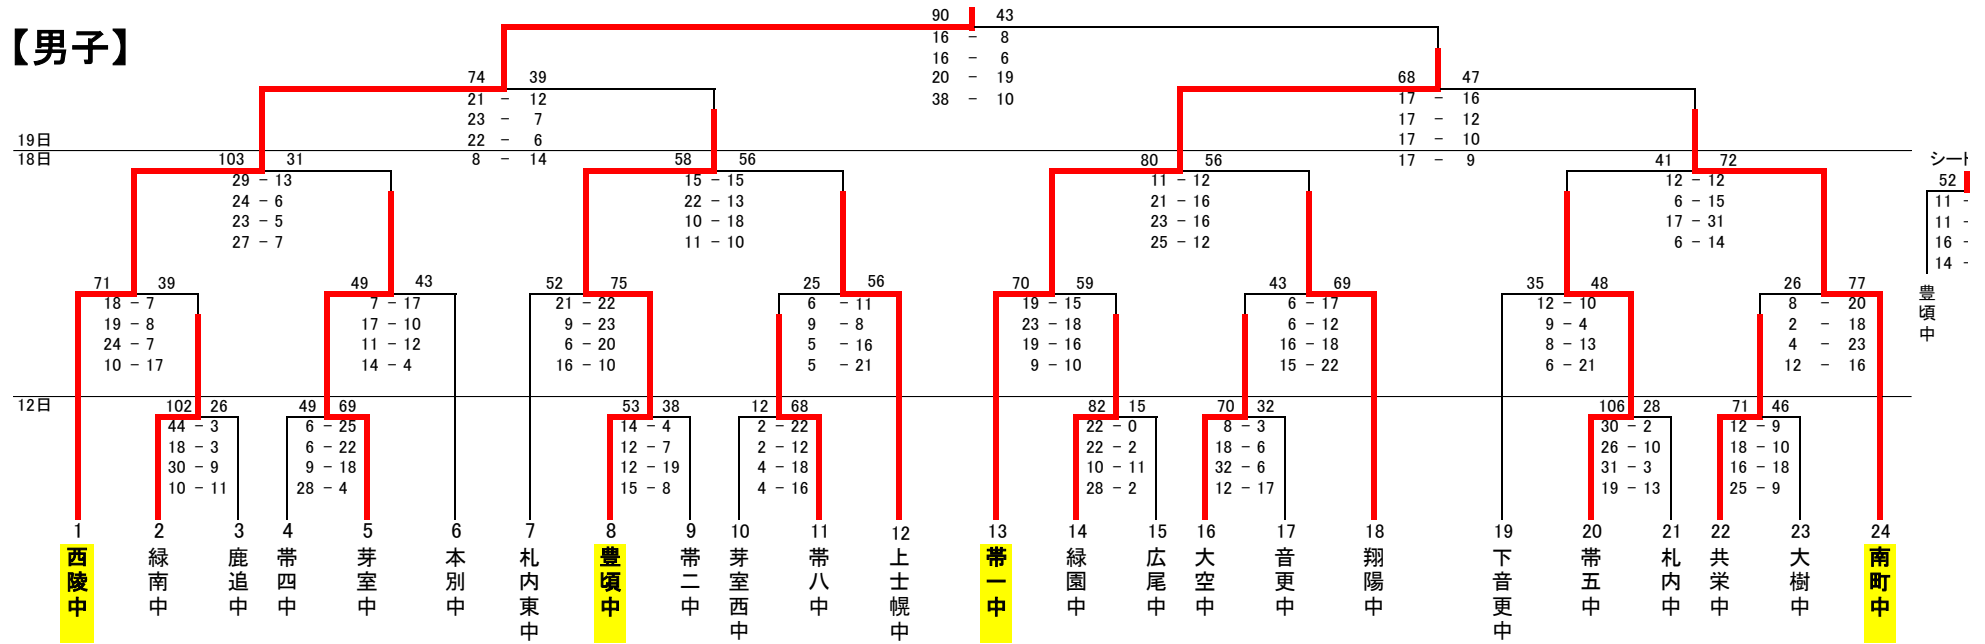 【男子】
90 43
16 - 8
16 - 6
20 - 19
38 - 10
74 39
21 - 12
23 - 7
22 - 6
8 - 14
68 47
17 - 16
17 - 12
17 - 10
17 - 9
19日
18日
103 31
29 - 13
24 - 6
23 - 5
27 - 7
58 56
15 - 15
22 - 13
10 - 18
11 - 10
80 56
11 - 12
21 - 16
23 - 16
25 - 12
41 72
12 - 12
6 - 15
17 - 31
6 - 14
シード
52
11 -
11 -
16 -
14 -
豊頃中
71 39
18 - 7
19 - 8
24 - 7
10 - 17
49 43
7 - 17
17 - 10
11 - 12
14 - 4
52 75
21 - 22
9 - 23
6 - 20
16 - 10
25 56
6 - 11
9 - 8
5 - 16
5 - 21
70 59
19 - 15
23 - 18
19 - 16
9 - 10
43 69
6 - 17
6 - 12
16 - 18
15 - 22
35 48
12 - 10
9 - 4
8 - 13
6 - 21
26 77
8 - 20
2 - 18
4 - 23
12 - 16
12日
102 26
44 - 3
18 - 3
30 - 9
10 - 11
49 69
6 - 25
6 - 22
9 - 18
28 - 4
53 38
14 - 4
12 - 7
12 - 19
15 - 8
12 68
2 - 22
2 - 12
4 - 18
4 - 16
82 15
22 - 0
22 - 2
10 - 11
28 - 2
70 32
8 - 3
18 - 6
32 - 6
12 - 17
106 28
30 - 2
26 - 10
31 - 3
19 - 13
71 46
12 - 9
18 - 10
16 - 18
25 - 9
1 2 3 4 5 6 7 8 9 10 11 12 13 14 15 16 17 18 19 20 21 22 23 24
西陵中
緑南中
鹿追中
帯四中
芽室中
本別中
札内東中
豊頃中
帯二中
芽室西中
帯八中
上士幌中
帯一中
緑園中
広尾中
大空中
音更中
翔陽中
下音更中
帯五中
札内中
共栄中
大樹中
南町中